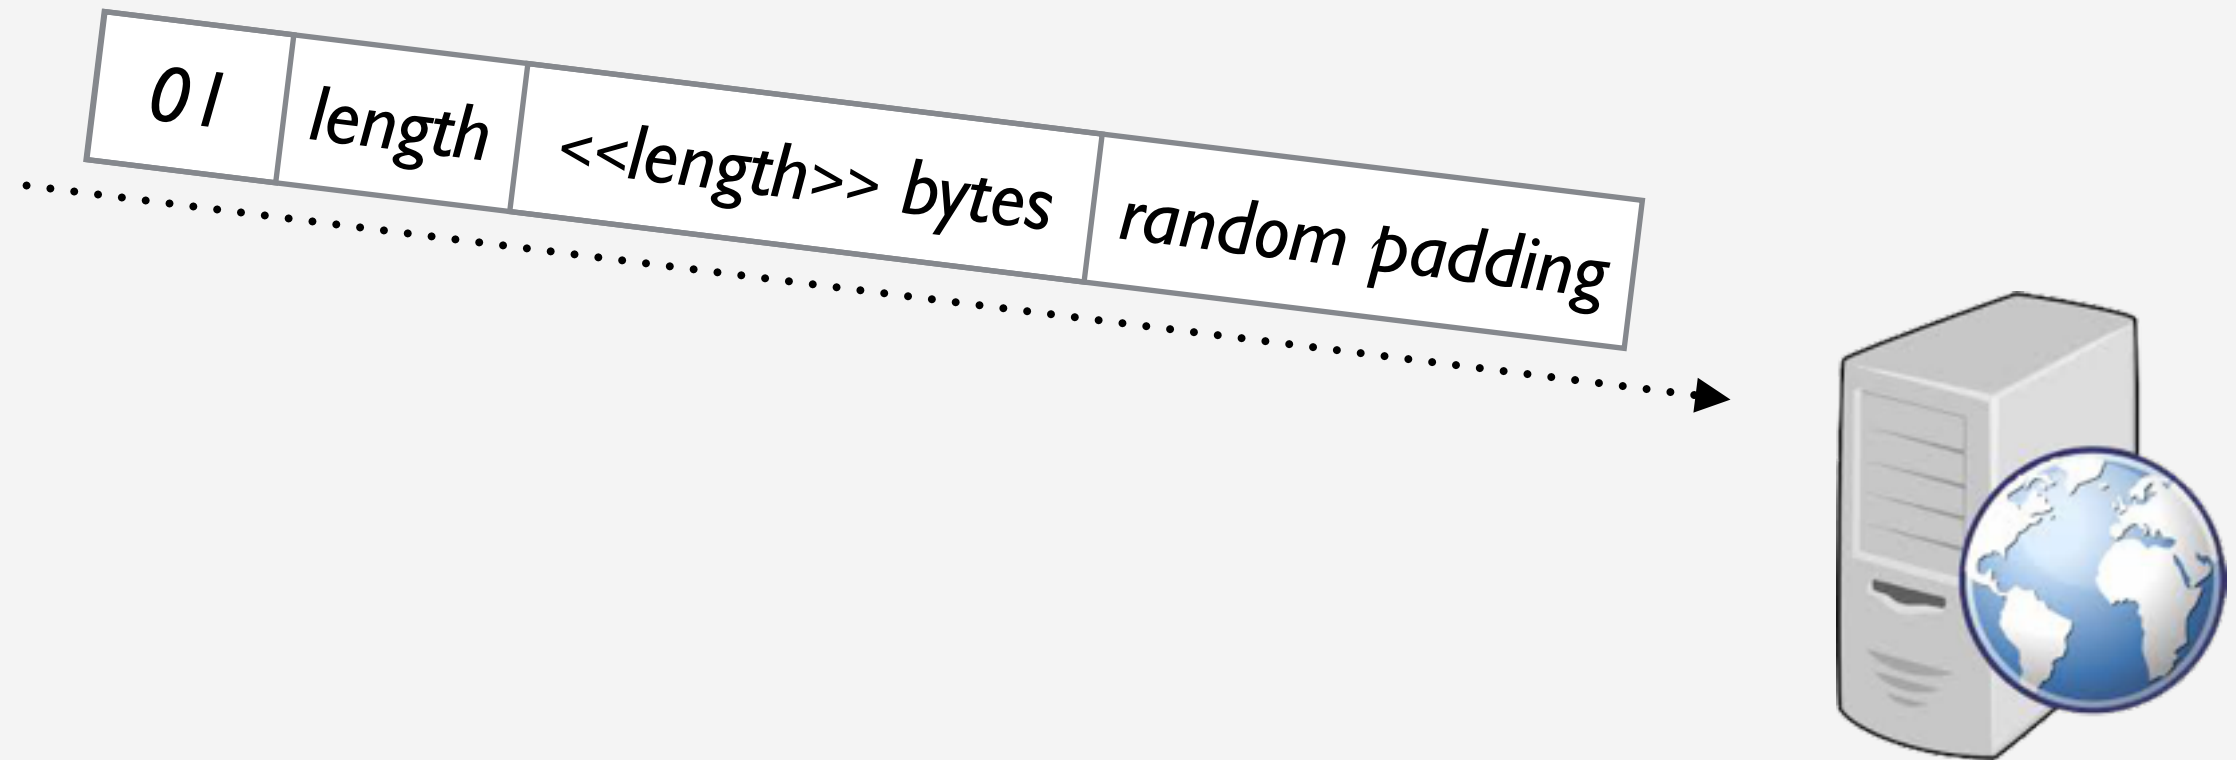 01 length <<length>> bytes random padding